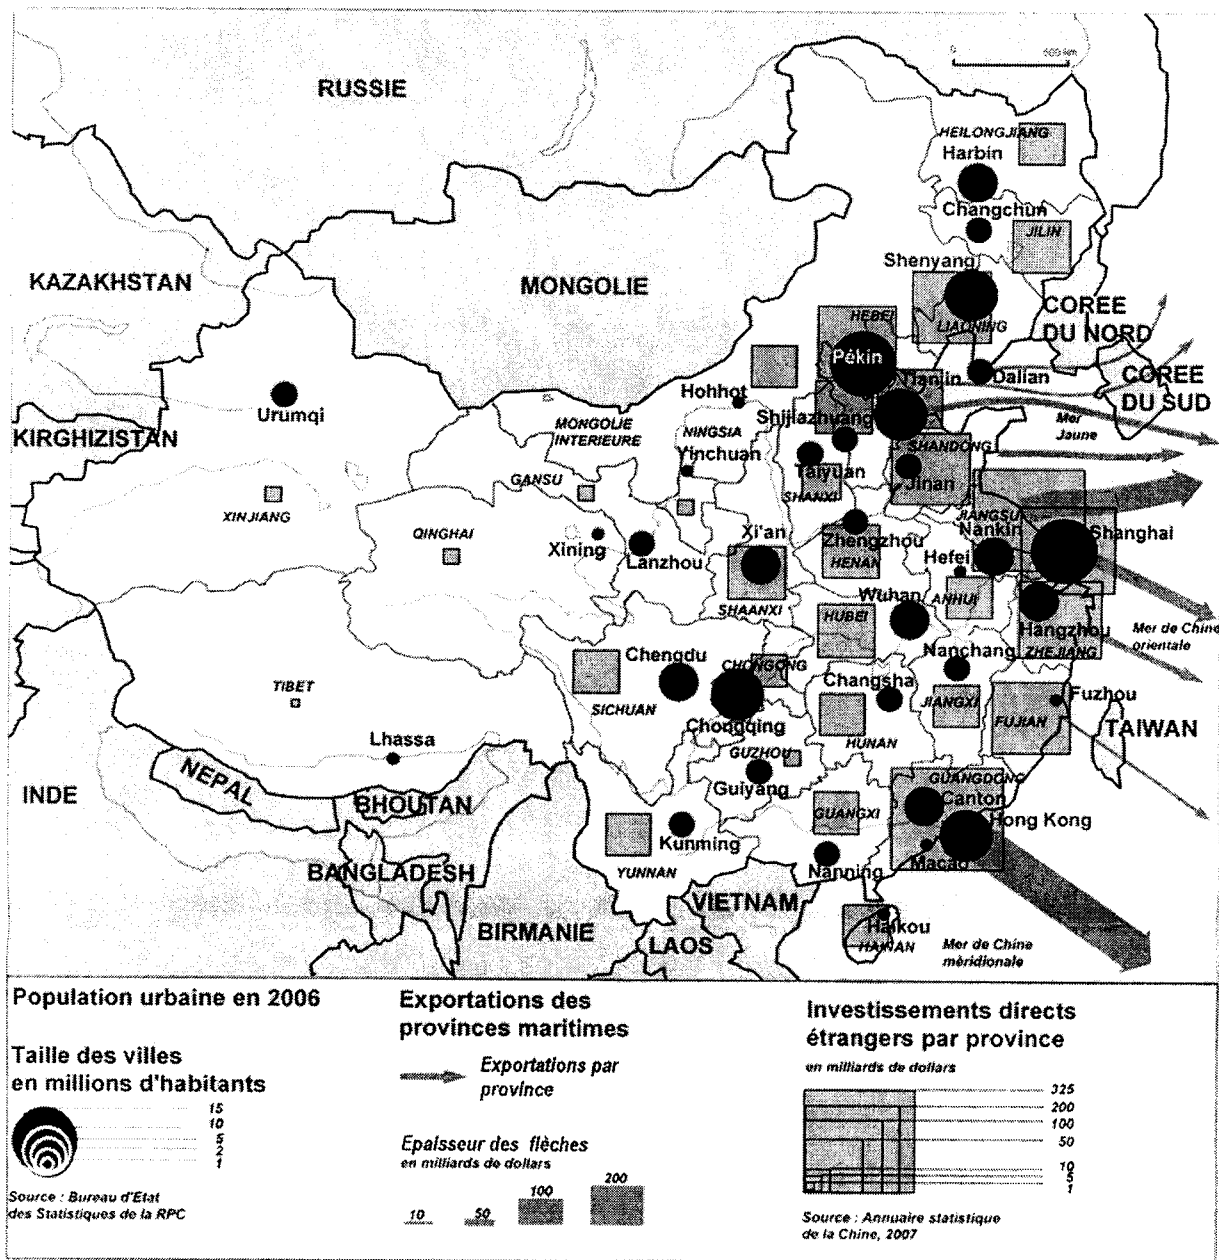 0 500 km
RUSSIE
HEILONGJIANG
Harbin
Changchun
JILIN
Shenyang
KAZAKHSTAN
MONGOLIE
COREE
DU NORD
HEBEI
LIAONING
Pékin
Tianjin
Dalian
COREE
DU SUD
Hohhot
Urumqi
Shijiazhuang
Mer
Jaune
KIRGHIZISTAN
MONGOLIE
INTERIEURE
NINGSIA
Yinchuan
SHANDONG
Taiyuan
Jinan
GANSU
SHANXI
XINJIANG
JIANGSU
QINGHAI
Xining
Lanzhou
Xi'an
Zhengzhou
Nankin
Shanghai
HENAN
Hefei
SHAANXI
Wuhan
ANHUI
HUBEI
Hangzhou
Mer de Chine
orientale
ZHEJIANG
Chengdu
CHONGQNG
Nanchang
TIBET
SICHUAN
Changsha
JIANGXI
Fuzhou
Chongqing
FUJIAN
TAIWAN
Lhassa
GUZHOU
HUNAN
NEPAL
Guiyang
GUANGDONG
INDE
BHOUTAN
GUANGXI
Canton
Hong Kong
Kunming
Macao
BANGLADESH
YUNNAN
Nanning
VIETNAM
BIRMANIE
LAOS
Haikou
HAINAN
Mer de Chine
méridionale
Population urbaine en 2006
Taille des villes
en millions d'habitants
15
10
5
2
1
Source : Bureau d'Etat
des Statistiques de la RPC
Exportations des
provinces maritimes
Exportations par
province
Epaisseur des flèches
en milliards de dollars
10 50 100 200
Investissements directs
étrangers par province
en milliards de dollars
325
200
100
50
10
5
1
Source : Annuaire statistique
de la Chine, 2007